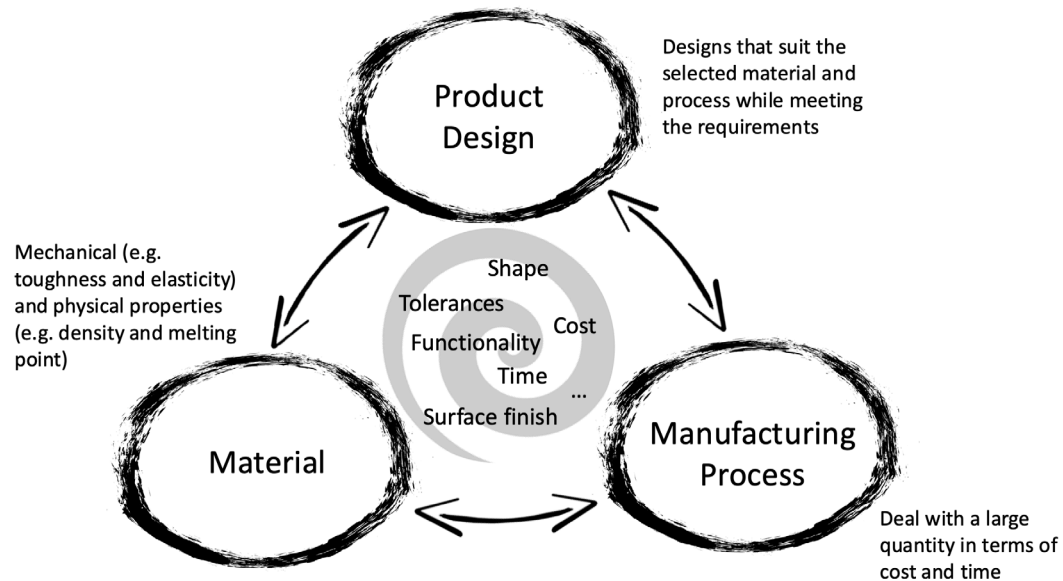 Product
Design
Designs that suit the
selected material and
process while meeting
the requirements
Mechanical (e.g.
toughness and elasticity)
and physical properties
(e.g. density and melting
point)
Shape
Tolerances
Cost
Functionality
Time
...
Surface finish
Material
Manufacturing
Process
Deal with a large
quantity in terms of
cost and time